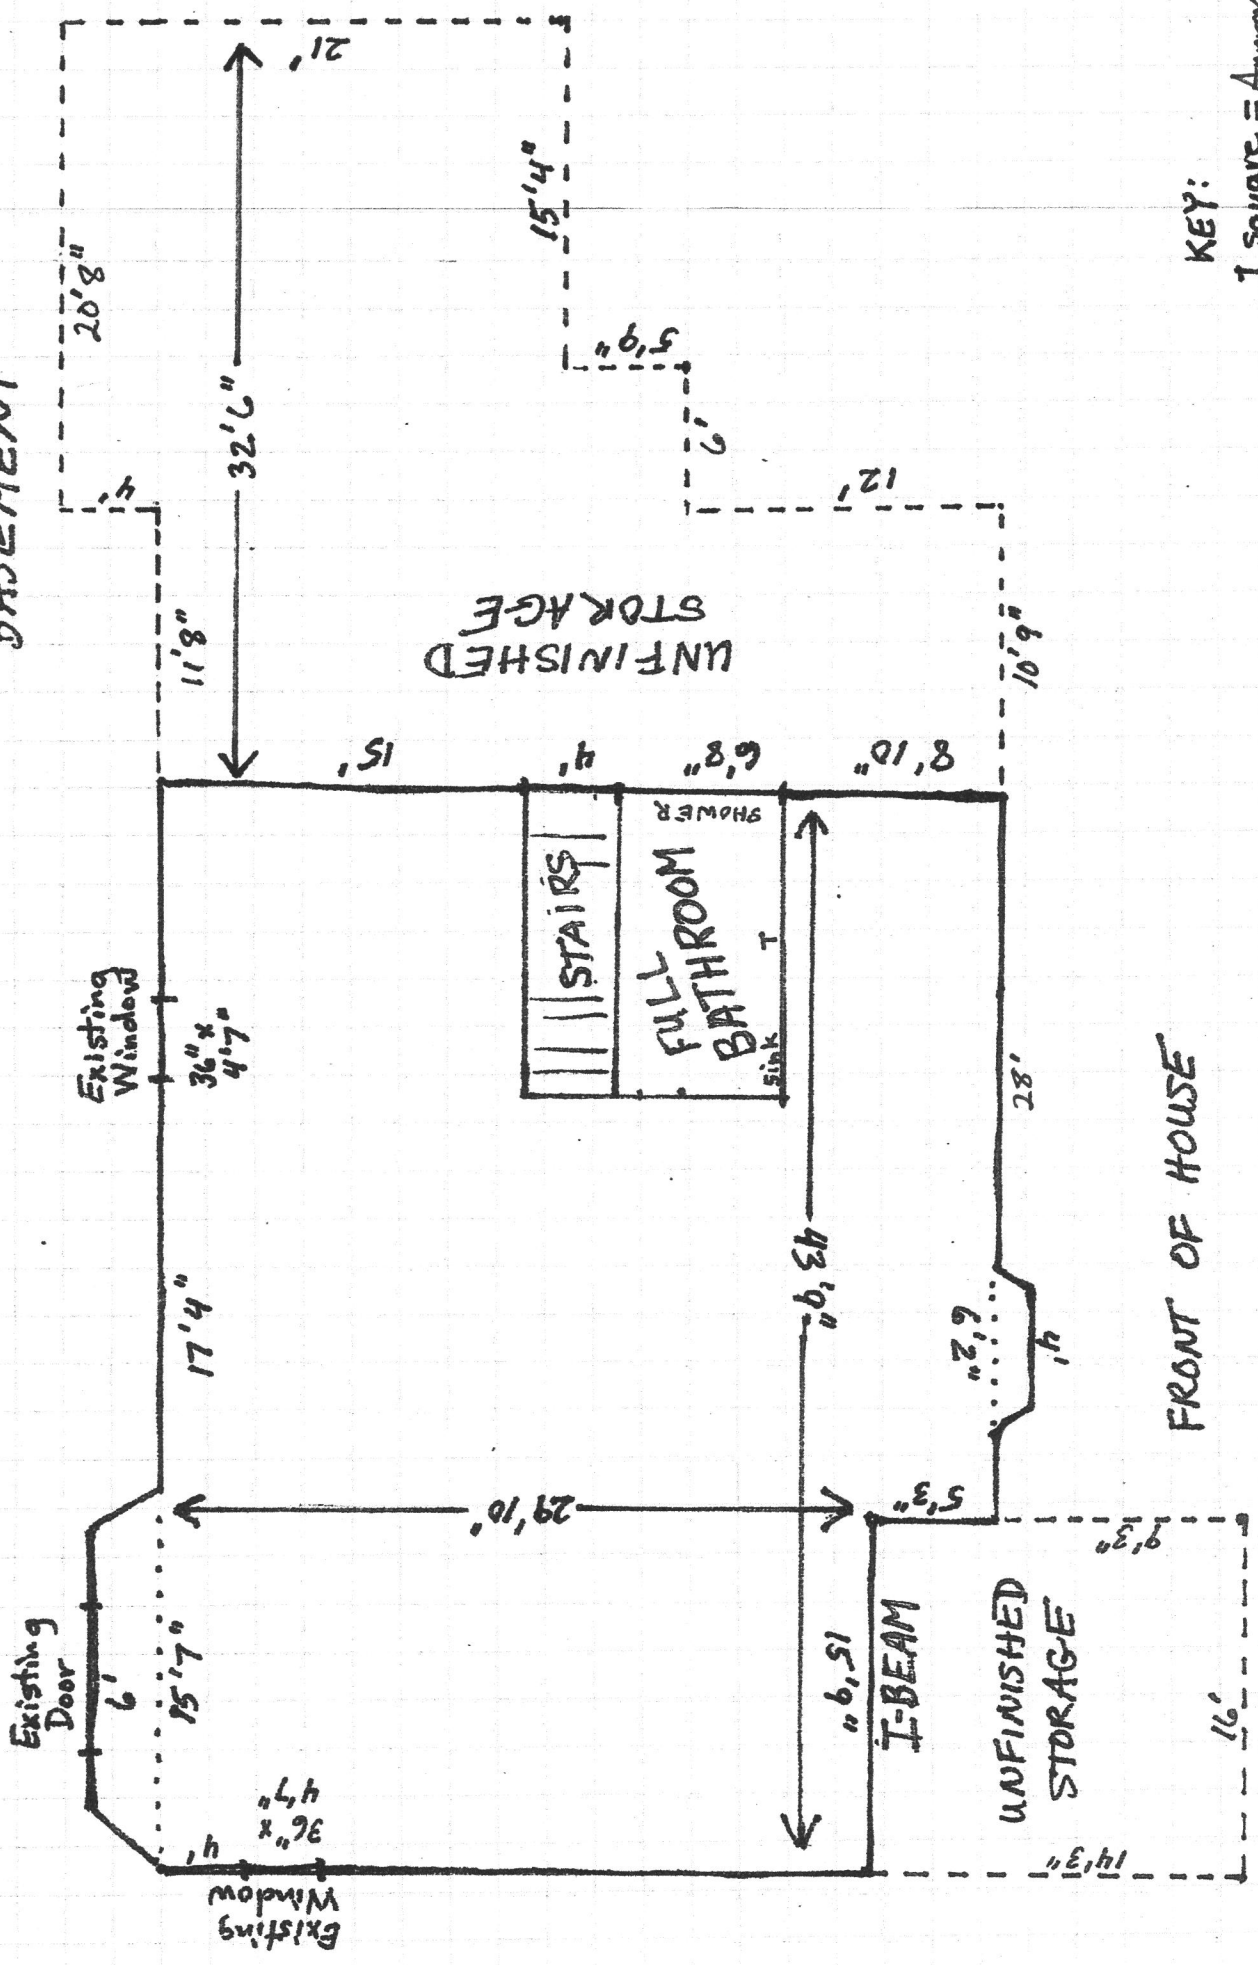 BASEMENT
4'
20'8"
21'
11'8"
32'6"
15'4"
5'9"
6'
12'
10'9"
UNFINISHED
STORAGE
15'
4'
6'8"
8'10"
Existing
Window
36" x
4'7"
STAIRS
FULL
BATHROOM
SHOWER
sink
T
17'4"
43'9"
28'
6'2"
4'
Existing
Door
6'
15'7"
29'10"
5'3"
9'3"
4'
36" x
4'7"
Existing
Window
15'9"
I-BEAM
UNFINISHED
STORAGE
14'3"
16'
FRONT OF HOUSE
KEY:
1 square =